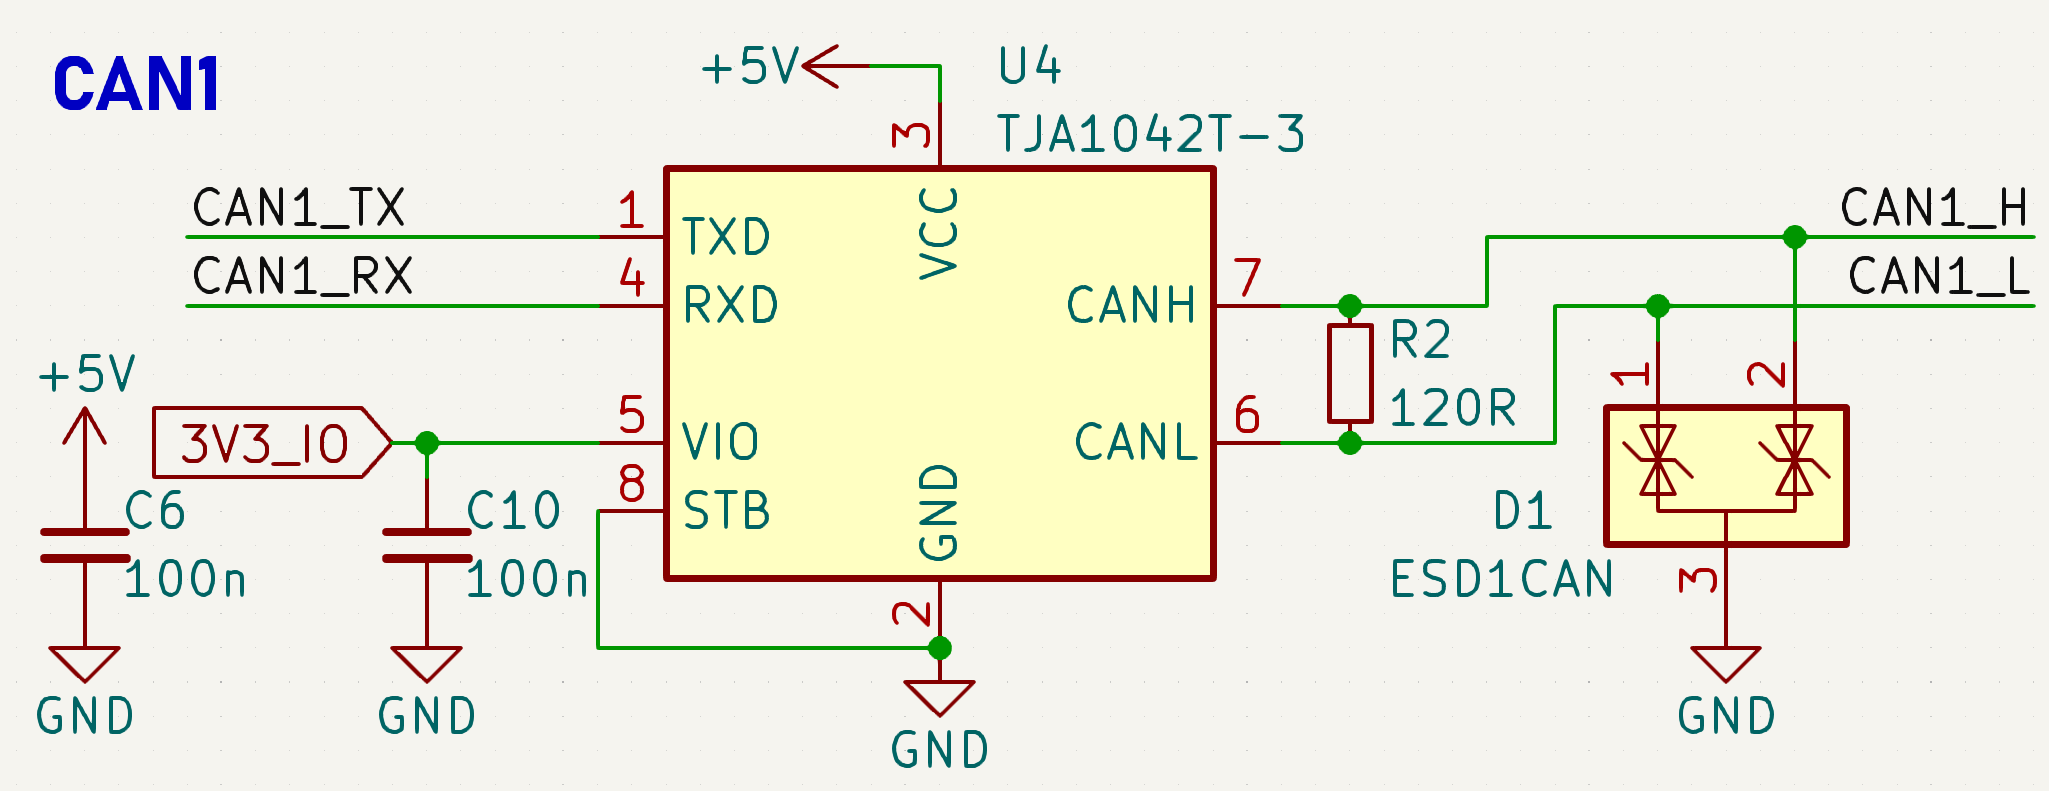 CAN1
+5V
U4
TJA1042T-3
3
CAN1_TX
1
TXD
VCC
CAN1_H
CAN1_RX
4
RXD
CANH
7
CAN1_L
R2
120R
1
2
+5V
3V3_IO
5
VIO
CANL
6
8
STB
GND
C6
100n
C10
100n
D1
ESD1CAN
3
2
GND
GND
GND
GND